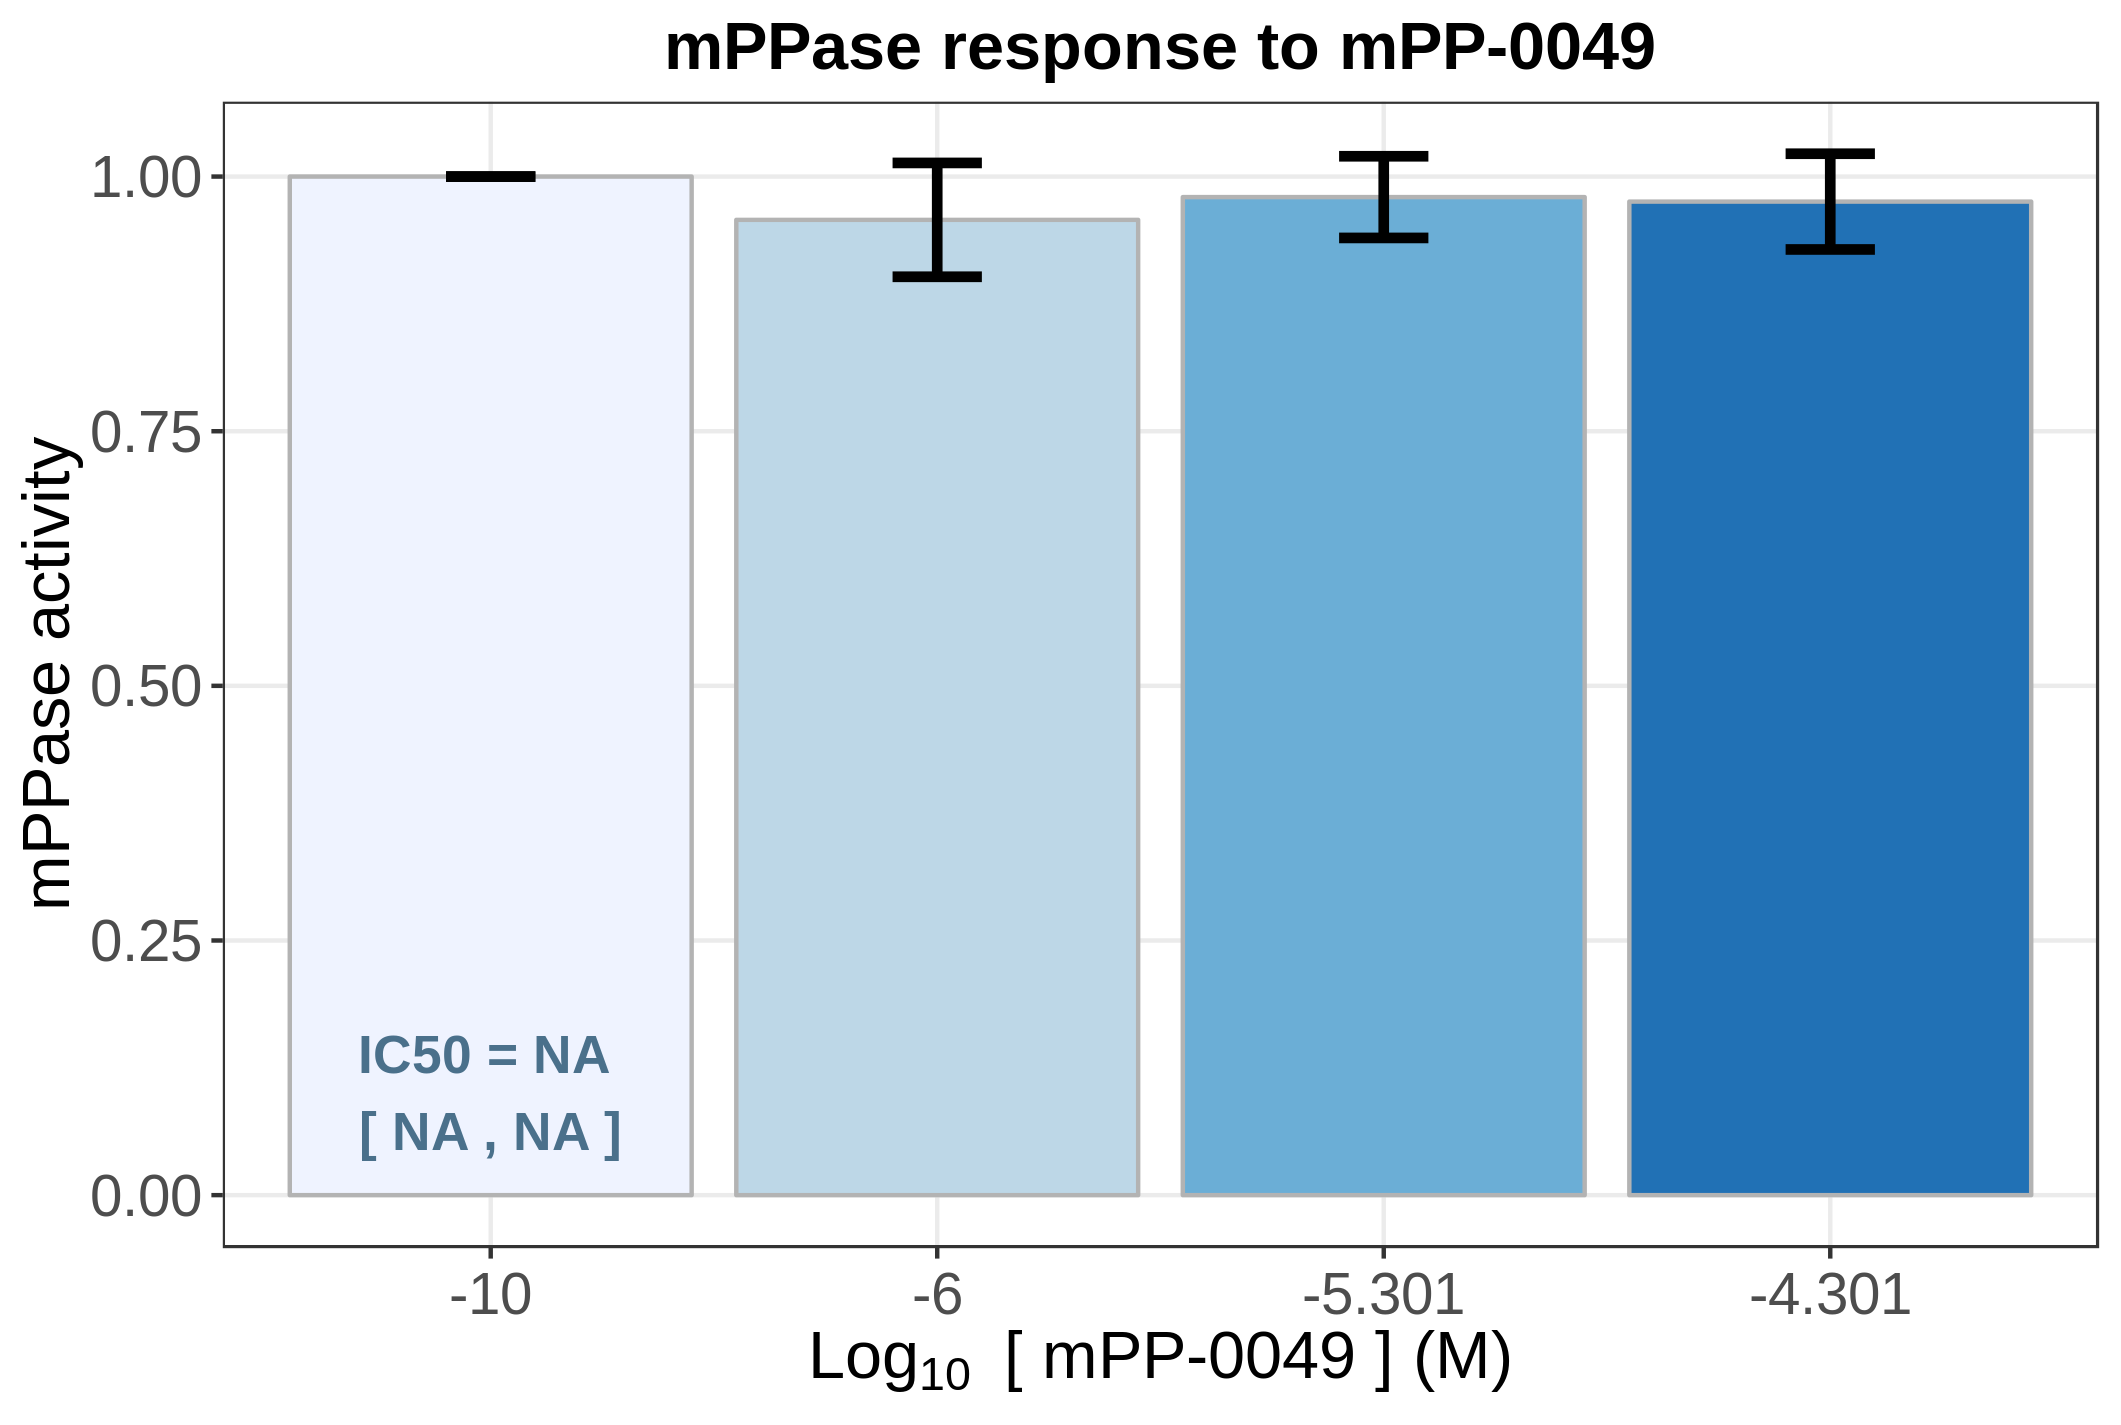 mPPase response to mPP-0049
mPPase activity
1.00
0.75
0.50
0.25
0.00
IC50 = NA
[ NA , NA ]
-10
-6
-5.301
-4.301
Log10 [ mPP-0049 ] (M)